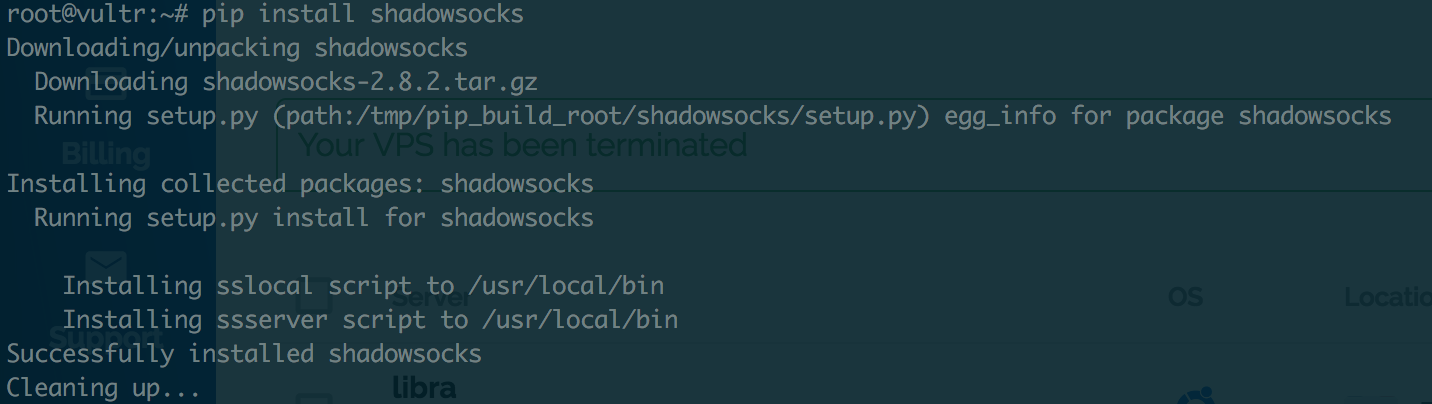 root@vultr:~# pip install shadowsocks
Downloading/unpacking shadowsocks
Downloading shadowsocks-2.8.2.tar.gz
Running setup.py (path:/tmp/pip_build_root/shadowsocks/setup.py) egg_info for package shadowsocks
Billing
Your VPS has been terminated
Installing collected packages: shadowsocks
Running setup.py install for shadowsocks
Installing sslocal script to /usr/local/bin
Server
OS
Locatio
Installing ssserver script to /usr/local/bin
Support
Successfully installed shadowsocks
Cleaning up...
libra